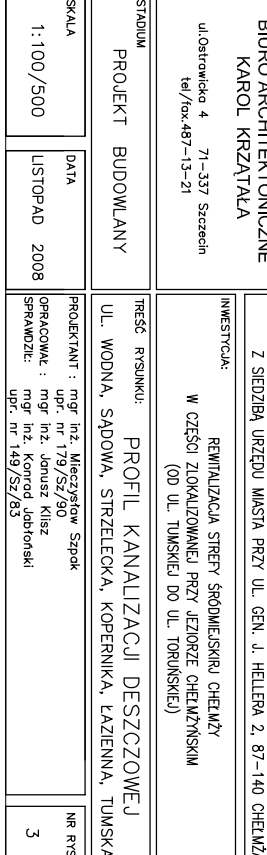 BIURO ARCHITEKTONICZNE
KAROL KRZĄTAŁA
ul.Ostrawicka 4 71-337 Szczecin
tel/fax.487-13-21
Z SIEDZIBĄ URZĘDU MIASTA PRZY UL. GEN. J. HELLERA 2, 87-140 CHEŁMŻA
INWESTYCJA:
REWITALIZACJA STREFY ŚRÓDMIEJSKIRJ CHEŁMŻY
W CZĘŚCI ZLOKALIZOWANEJ PRZY JEZIORZE CHEŁMŻYŃSKIM
(OD UL. TUMSKIEJ DO UL. TORUŃSKIEJ)
STADIUM
PROJEKT BUDOWLANY
TREŚĆ RYSUNKU:
PROFIL KANALIZACJI DESZCZOWEJ
UL. WODNA, SĄDOWA, STRZELECKA, KOPERNIKA, ŁAZIENNA, TUMSKA
SKALA
1:100/500
DATA
LISTOPAD 2008
PROJEKTANT : mgr inż. Mieczysław Szpak
upr. nr 179/Sz/90
OPRACOWAŁ : mgr inż. Janusz Klisz
SPRAWDZIŁ: mgr inż. Konrad Jabłoński
upr. nr 149/Sz/83
NR RYS
3